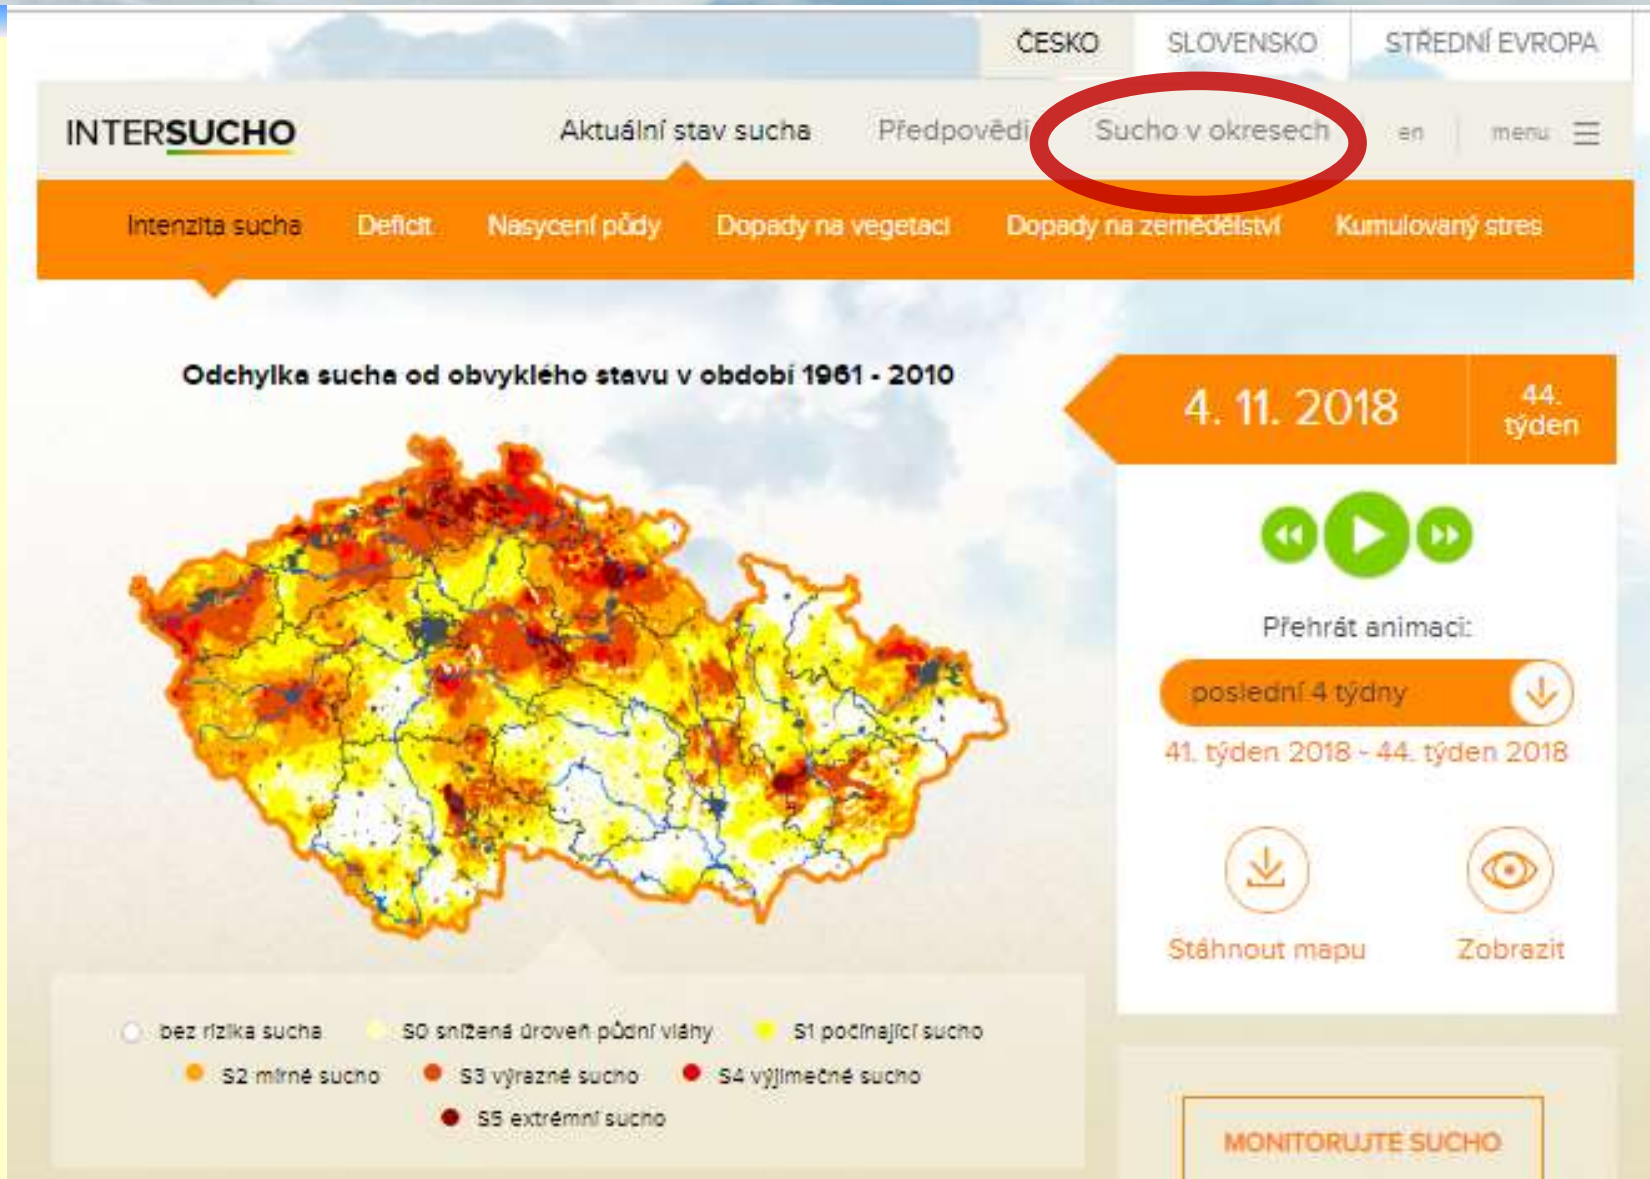 ČESKO SLOVENSKO STŘEDNÍ EVROPA
INTERSUCHO Aktuální stav sucha Předpovědi Sucho v okresech en menu
Intenzita sucha Deficit Nasycení půdy Dopady na vegetaci Dopady na zemědělství Kumulovaný stres
Odchylka sucha od obvyklého stavu v období 1961 - 2010
4. 11. 2018
44.
týden
Přehrát animaci:
poslední 4 týdny
41. týden 2018 - 44. týden 2018
Stáhnout mapu Zobrazit
bez rizika sucha S0 snížená úroveň půdní vláhy S1 počínající sucho
S2 mírné sucho S3 výrazné sucho S4 výjimečné sucho
S5 extrémní sucho
MONITORUJTE SUCHO